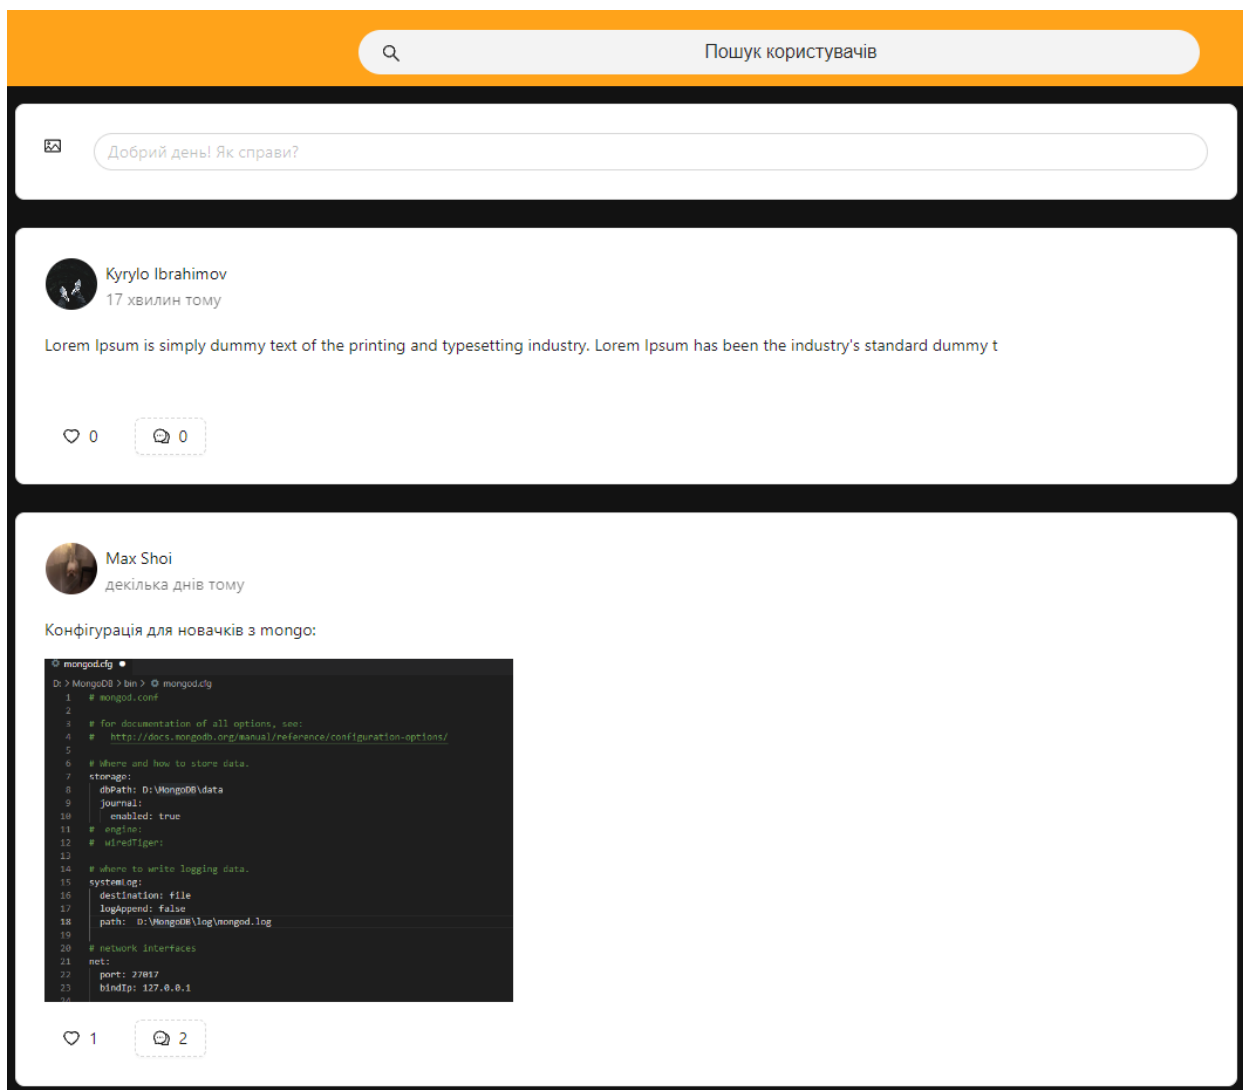 Пошук користувачів
Добрий день! Як справи?
Kyrylo Ibrahimov
17 хвилин тому
Lorem Ipsum is simply dummy text of the printing and typesetting industry. Lorem Ipsum has been the industry's standard dummy t
0 0
Max Shoi
декілька днів тому
Конфігурація для новачків з mongo:
mongod.cfg
D: > MongoDB > bin > mongod.cfg
1 # mongod.conf
2
3 # for documentation of all options, see:
4 # http://docs.mongodb.org/manual/reference/configuration-options/
5
6 # Where and how to store data.
7 storage:
8 dbPath: D:\MongoDB\data
9 journal:
10 enabled: true
11 # engine:
12 # wiredTiger:
13
14 # where to write logging data.
15 systemLog:
16 destination: file
17 logAppend: false
18 path: D:\MongoDB\log\mongod.log
19
20 # network interfaces
21 net:
22 port: 27017
23 bindIp: 127.0.0.1
24
1 2